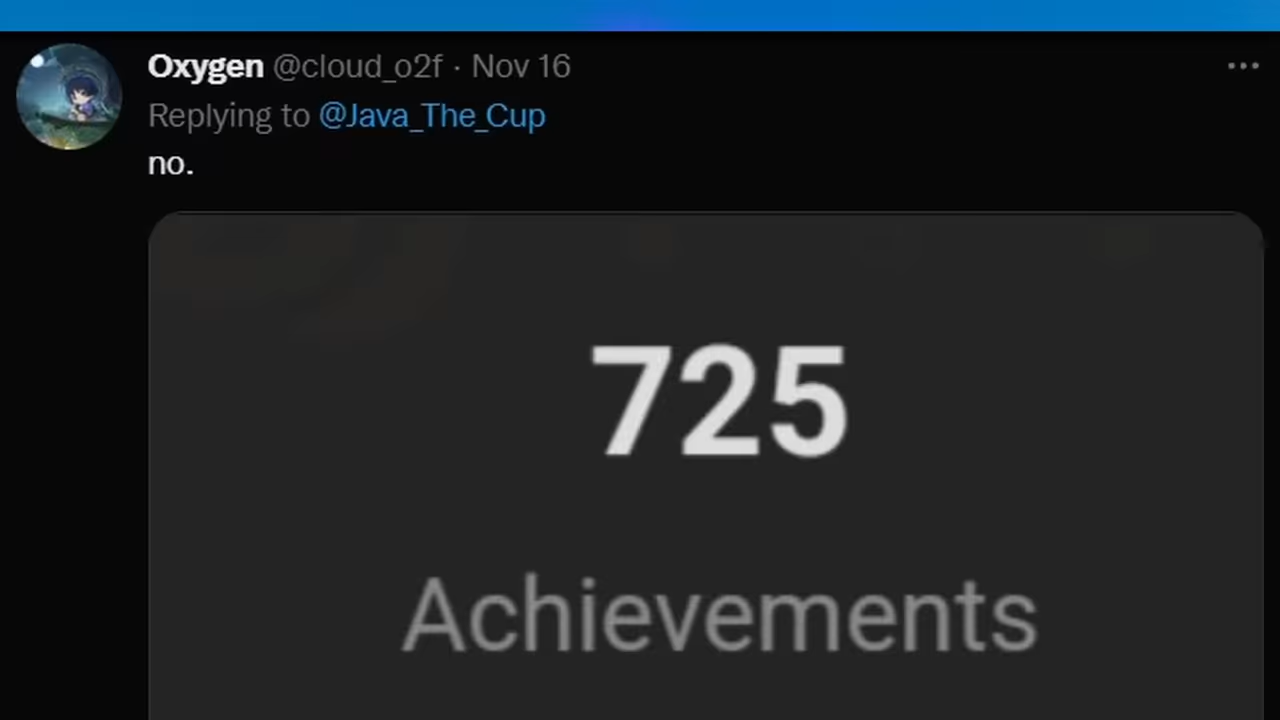 Oxygen @cloud_o2f · Nov 16
Replying to @Java_The_Cup
no.
725
Achievements